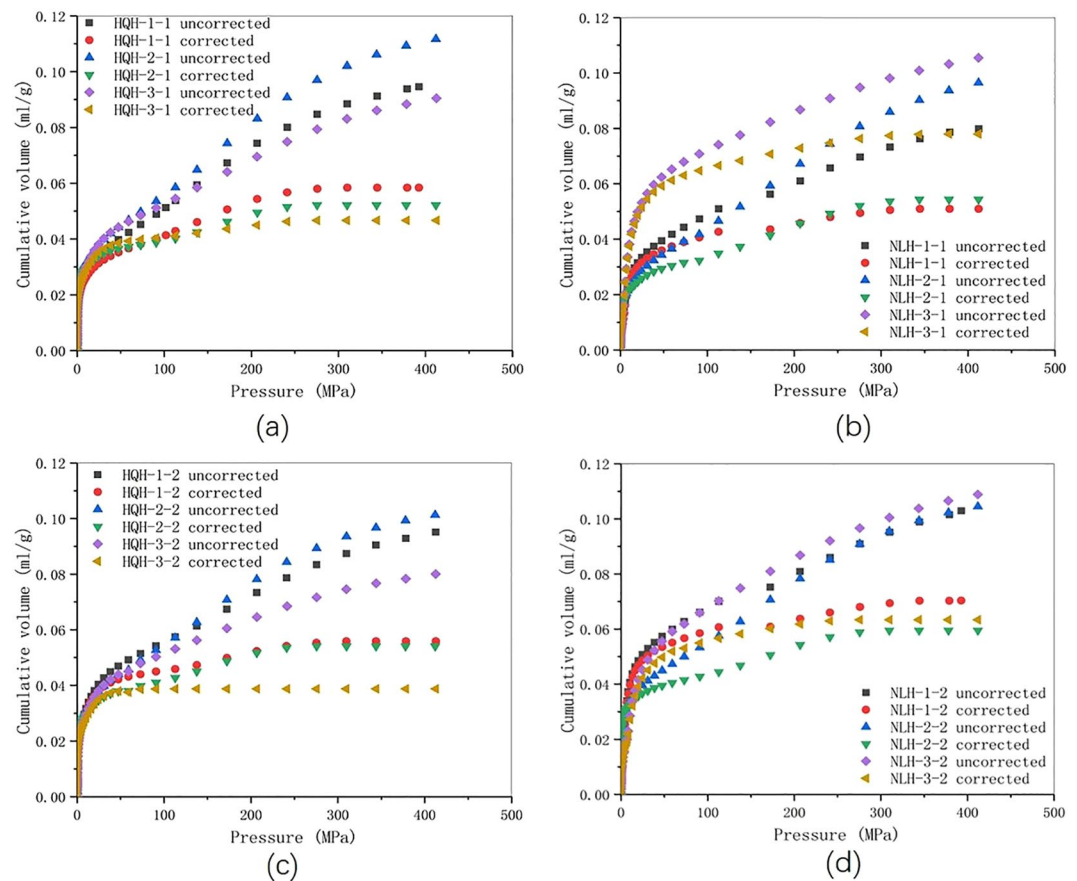 0.12
0.10
0.08
0.06
0.04
0.02
0.00
Cumulative volume (ml/g)
HQH-1-1 uncorrected
HQH-1-1 corrected
HQH-2-1 uncorrected
HQH-2-1 corrected
HQH-3-1 uncorrected
HQH-3-1 corrected
0 100 200 300 400 500
Pressure (MPa)
(a)
0.12
0.10
0.08
0.06
0.04
0.02
0.00
Cumulative volume (ml/g)
NLH-1-1 uncorrected
NLH-1-1 corrected
NLH-2-1 uncorrected
NLH-2-1 corrected
NLH-3-1 uncorrected
NLH-3-1 corrected
0 100 200 300 400 500
Pressure (MPa)
(b)
0.12
0.10
0.08
0.06
0.04
0.02
0.00
Cumulative volume (ml/g)
HQH-1-2 uncorrected
HQH-1-2 corrected
HQH-2-2 uncorrected
HQH-2-2 corrected
HQH-3-2 uncorrected
HQH-3-2 corrected
0 100 200 300 400 500
Pressure (MPa)
(c)
0.12
0.10
0.08
0.06
0.04
0.02
0.00
Cumulative volume (ml/g)
NLH-1-2 uncorrected
NLH-1-2 corrected
NLH-2-2 uncorrected
NLH-2-2 corrected
NLH-3-2 uncorrected
NLH-3-2 corrected
0 100 200 300 400 500
Pressure (MPa)
(d)